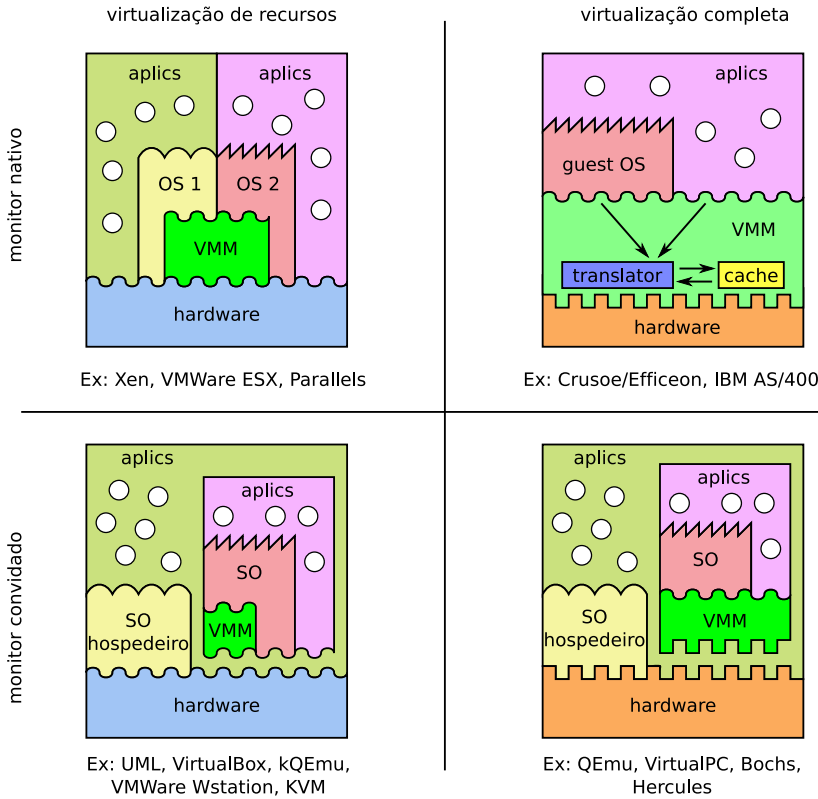 virtualização de recursos
virtualização completa
monitor nativo
aplics
aplics
OS 1
OS 2
VMM
hardware
Ex: Xen, VMWare ESX, Parallels
aplics
guest OS
VMM
translator
cache
hardware
Ex: Crusoe/Efficeon, IBM AS/400
monitor convidado
aplics
aplics
SO
VMM
SO
hospedeiro
hardware
Ex: UML, VirtualBox, kQEmu,
VMWare Wstation, KVM
aplics
aplics
SO
VMM
SO
hospedeiro
hardware
Ex: QEmu, VirtualPC, Bochs,
Hercules